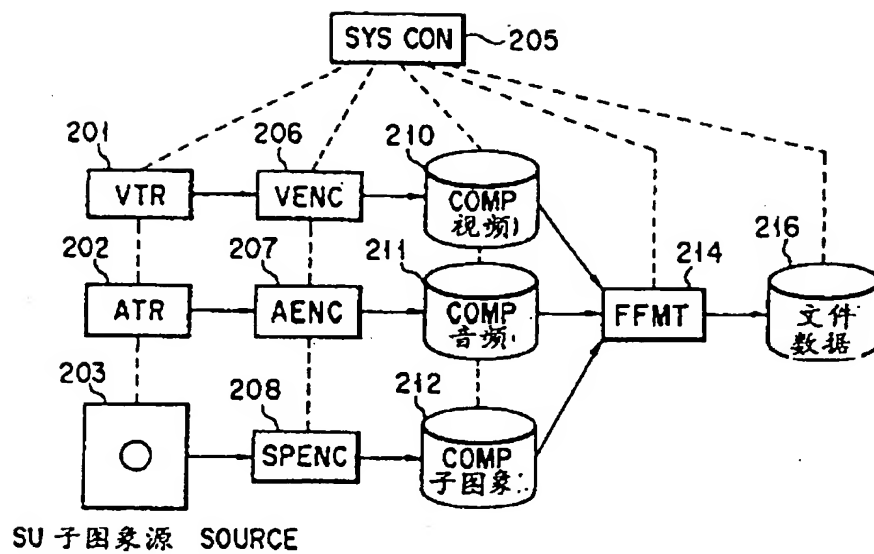 SYS CON
205
201
206
210
VTR
VENC
COMP
视频
202
207
211
214
216
ATR
AENC
COMP
音频
FFMT
文件
数据
203
208
212
SPENC
COMP
子图象
SU 子图象源 SOURCE